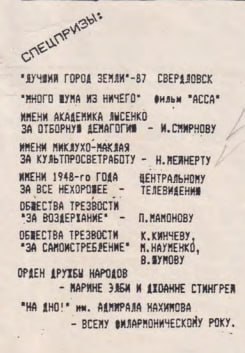 СПЕЦПРИЗЫ:
"ЛУЧШИЙ ГОРОД ЗЕМЛИ"-87 СВЕРДЛОВСК
"МНОГО ШУМА ИЗ НИЧЕГО" ФИЛЬМ "АССА"
ИМЕНИ АКАДЕМИКА ЛЫСЕНКО
ЗА ОТБОРНУЮ ДЕМАГОГИЮ - И.СМИРНОВУ
ИМЕНИ МИКЛУХО-МАКЛАЯ
ЗА КУЛЬТПРОСВЕТРАБОТУ - Н.МЕЙНЕРТУ
ИМЕНИ 1948-го ГОДА ЦЕНТРАЛЬНОМУ
ЗА ВСЕ НЕХОРОШЕЕ - ТЕЛЕВИДЕНИЮ
ОБЩЕСТВА ТРЕЗВОСТИ
"ЗА ВОЗДЕРЖАНИЕ" - П.МАМОНОВУ
ОБЩЕСТВА ТРЕЗВОСТИ К.КИНЧЕВУ,
"ЗА САМОИСТРЕБЛЕНИЕ" М.НАУМЕНКО,
В.ШУМОВУ
ОРДЕН ДРУЖБЫ НАРОДОВ
- МАРИНЕ ЭЛБИ И ДЖОАННЕ СТИНГРЕЙ
"НА ДНО!" им. АДМИРАЛА НАХИМОВА
- ВСЕМУ ФИЛАРМОНИЧЕСКОМУ РОКУ.